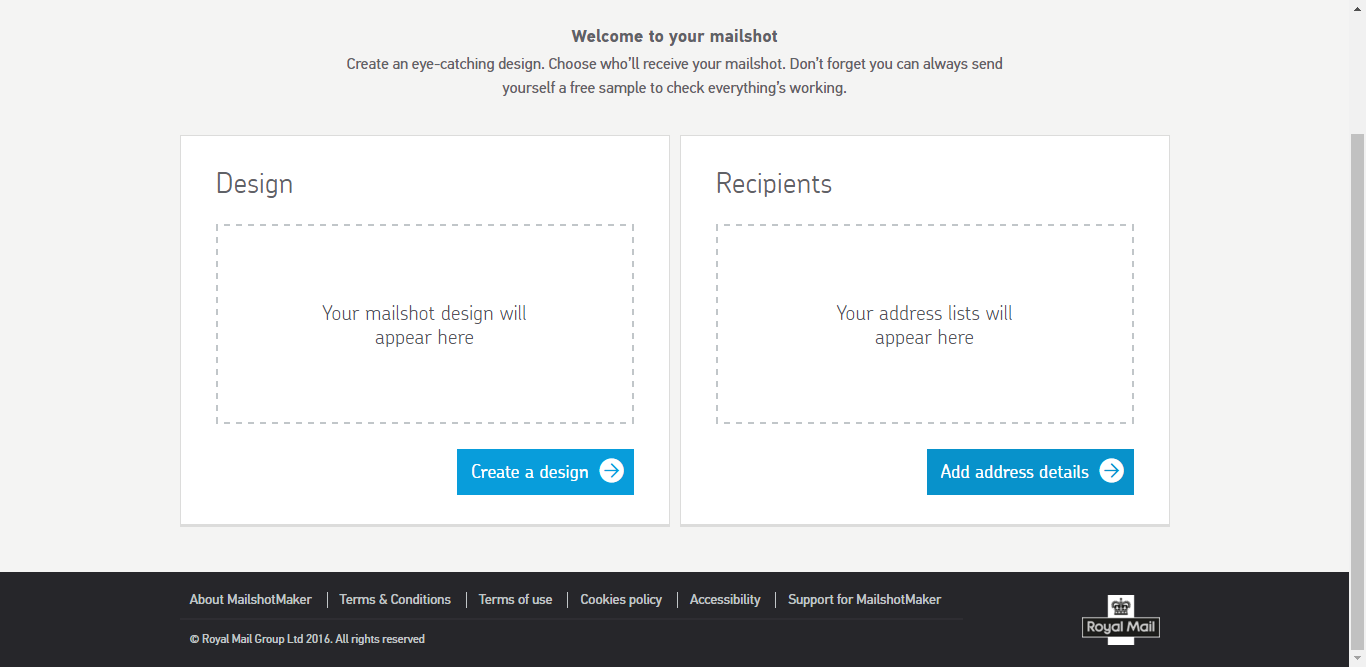 Welcome to your mailshot
Create an eye-catching design. Choose who’ll receive your mailshot. Don’t forget you can always send
yourself a free sample to check everything’s working.
Design
Your mailshot design will
appear here
Create a design
Recipients
Your address lists will
appear here
Add address details
About MailshotMaker
Terms & Conditions
Terms of use
Cookies policy
Accessibility
Support for MailshotMaker
© Royal Mail Group Ltd 2016. All rights reserved
Royal Mail